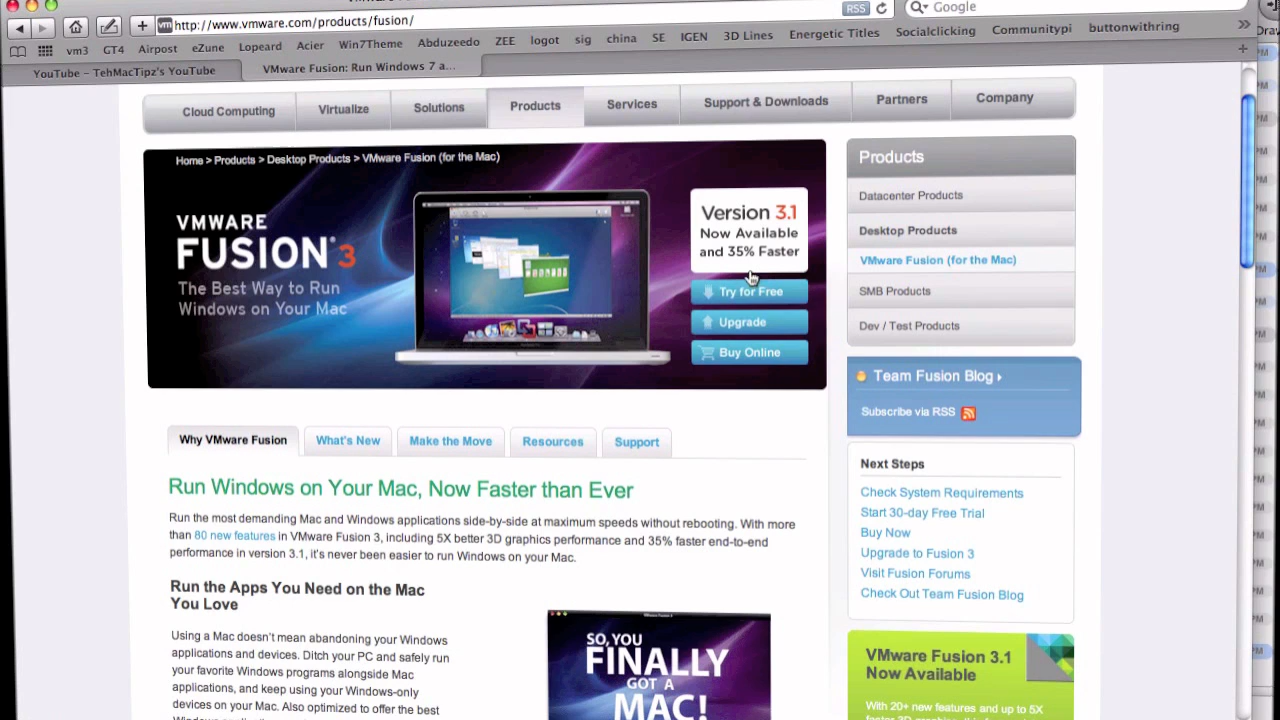 http://www.vmware.com/products/fusion/
RSS
Google
vm3 GT4 Airpost eZune Lopeard Acier Win7Theme Abduzeedo ZEE logot sig china SE IGEN 3D Lines Energetic Titles Socialclicking Communitypi buttonwithring
YouTube – TehMacTipz's YouTube
VMware Fusion: Run Windows 7 a...
Cloud Computing Virtualize Solutions Products Services Support & Downloads Partners Company
Home > Products > Desktop Products > VMware Fusion (for the Mac)
VMWARE
FUSION® 3
The Best Way to Run
Windows on Your Mac
Version 3.1
Now Available
and 35% Faster
Try for Free
Upgrade
Buy Online
Products
Datacenter Products
Desktop Products
VMware Fusion (for the Mac)
SMB Products
Dev / Test Products
Team Fusion Blog
Subscribe via RSS
Why VMware Fusion What's New Make the Move Resources Support
Run Windows on Your Mac, Now Faster than Ever
Run the most demanding Mac and Windows applications side-by-side at maximum speeds without rebooting. With more
than 80 new features in VMware Fusion 3, including 5X better 3D graphics performance and 35% faster end-to-end
performance in version 3.1, it's never been easier to run Windows on your Mac.
Run the Apps You Need on the Mac
You Love
Using a Mac doesn't mean abandoning your Windows
applications and devices. Ditch your PC and safely run
your favorite Windows programs alongside Mac
applications, and keep using your Windows-only
devices on your Mac. Also optimized to offer the best
SO, YOU
FINALLY
GOT A
MAC!
Next Steps
Check System Requirements
Start 30-day Free Trial
Buy Now
Upgrade to Fusion 3
Visit Fusion Forums
Check Out Team Fusion Blog
VMware Fusion 3.1
Now Available
With 20+ new features and up to 5X